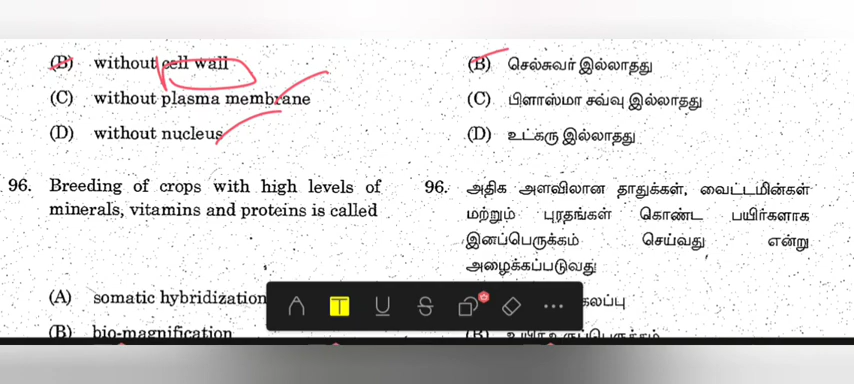 (B) without cell wall
(C) without plasma membrane
(D) without nucleus
96. Breeding of crops with high levels of
minerals, vitamins and proteins is called
(A) somatic hybridization
(B) bio-magnification
(B) செல்சுவர் இல்லாதது
(C) பிளாஸ்மா சவ்வு இல்லாதது
(D) உட்கரு இல்லாதது
96. அதிக அளவிலான தாதுக்கள், வைட்டமின்கள்
மற்றும் புரதங்கள் கொண்ட பயிர்களாக
இனப்பெருக்கம் செய்வது என்று
அழைக்கப்படுவது
(B)